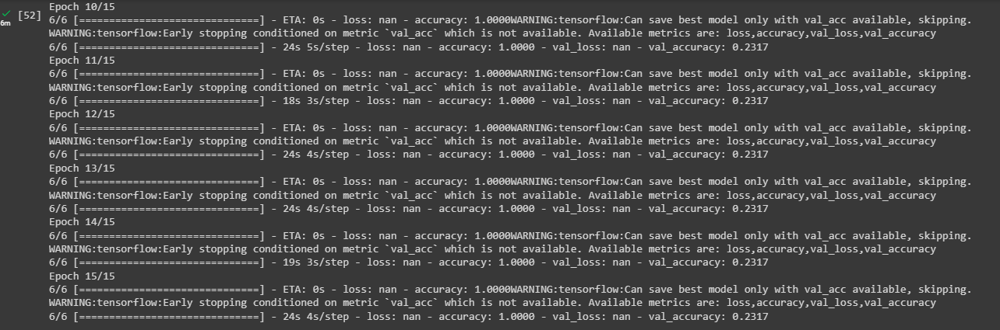 Epoch 10/15
[52] 6/6 [==============================] - ETA: 0s - loss: nan - accuracy: 1.0000WARNING:tensorflow:Can save best model only with val_acc available, skipping.
6m
WARNING:tensorflow:Early stopping conditioned on metric `val_acc` which is not available. Available metrics are: loss,accuracy,val_loss,val_accuracy
6/6 [==============================] - 24s 5s/step - loss: nan - accuracy: 1.0000 - val_loss: nan - val_accuracy: 0.2317
Epoch 11/15
6/6 [==============================] - ETA: 0s - loss: nan - accuracy: 1.0000WARNING:tensorflow:Can save best model only with val_acc available, skipping.
WARNING:tensorflow:Early stopping conditioned on metric `val_acc` which is not available. Available metrics are: loss,accuracy,val_loss,val_accuracy
6/6 [==============================] - 18s 3s/step - loss: nan - accuracy: 1.0000 - val_loss: nan - val_accuracy: 0.2317
Epoch 12/15
6/6 [==============================] - ETA: 0s - loss: nan - accuracy: 1.0000WARNING:tensorflow:Can save best model only with val_acc available, skipping.
WARNING:tensorflow:Early stopping conditioned on metric `val_acc` which is not available. Available metrics are: loss,accuracy,val_loss,val_accuracy
6/6 [==============================] - 24s 4s/step - loss: nan - accuracy: 1.0000 - val_loss: nan - val_accuracy: 0.2317
Epoch 13/15
6/6 [==============================] - ETA: 0s - loss: nan - accuracy: 1.0000WARNING:tensorflow:Can save best model only with val_acc available, skipping.
WARNING:tensorflow:Early stopping conditioned on metric `val_acc` which is not available. Available metrics are: loss,accuracy,val_loss,val_accuracy
6/6 [==============================] - 24s 4s/step - loss: nan - accuracy: 1.0000 - val_loss: nan - val_accuracy: 0.2317
Epoch 14/15
6/6 [==============================] - ETA: 0s - loss: nan - accuracy: 1.0000WARNING:tensorflow:Can save best model only with val_acc available, skipping.
WARNING:tensorflow:Early stopping conditioned on metric `val_acc` which is not available. Available metrics are: loss,accuracy,val_loss,val_accuracy
6/6 [==============================] - 19s 3s/step - loss: nan - accuracy: 1.0000 - val_loss: nan - val_accuracy: 0.2317
Epoch 15/15
6/6 [==============================] - ETA: 0s - loss: nan - accuracy: 1.0000WARNING:tensorflow:Can save best model only with val_acc available, skipping.
WARNING:tensorflow:Early stopping conditioned on metric `val_acc` which is not available. Available metrics are: loss,accuracy,val_loss,val_accuracy
6/6 [==============================] - 24s 4s/step - loss: nan - accuracy: 1.0000 - val_loss: nan - val_accuracy: 0.2317